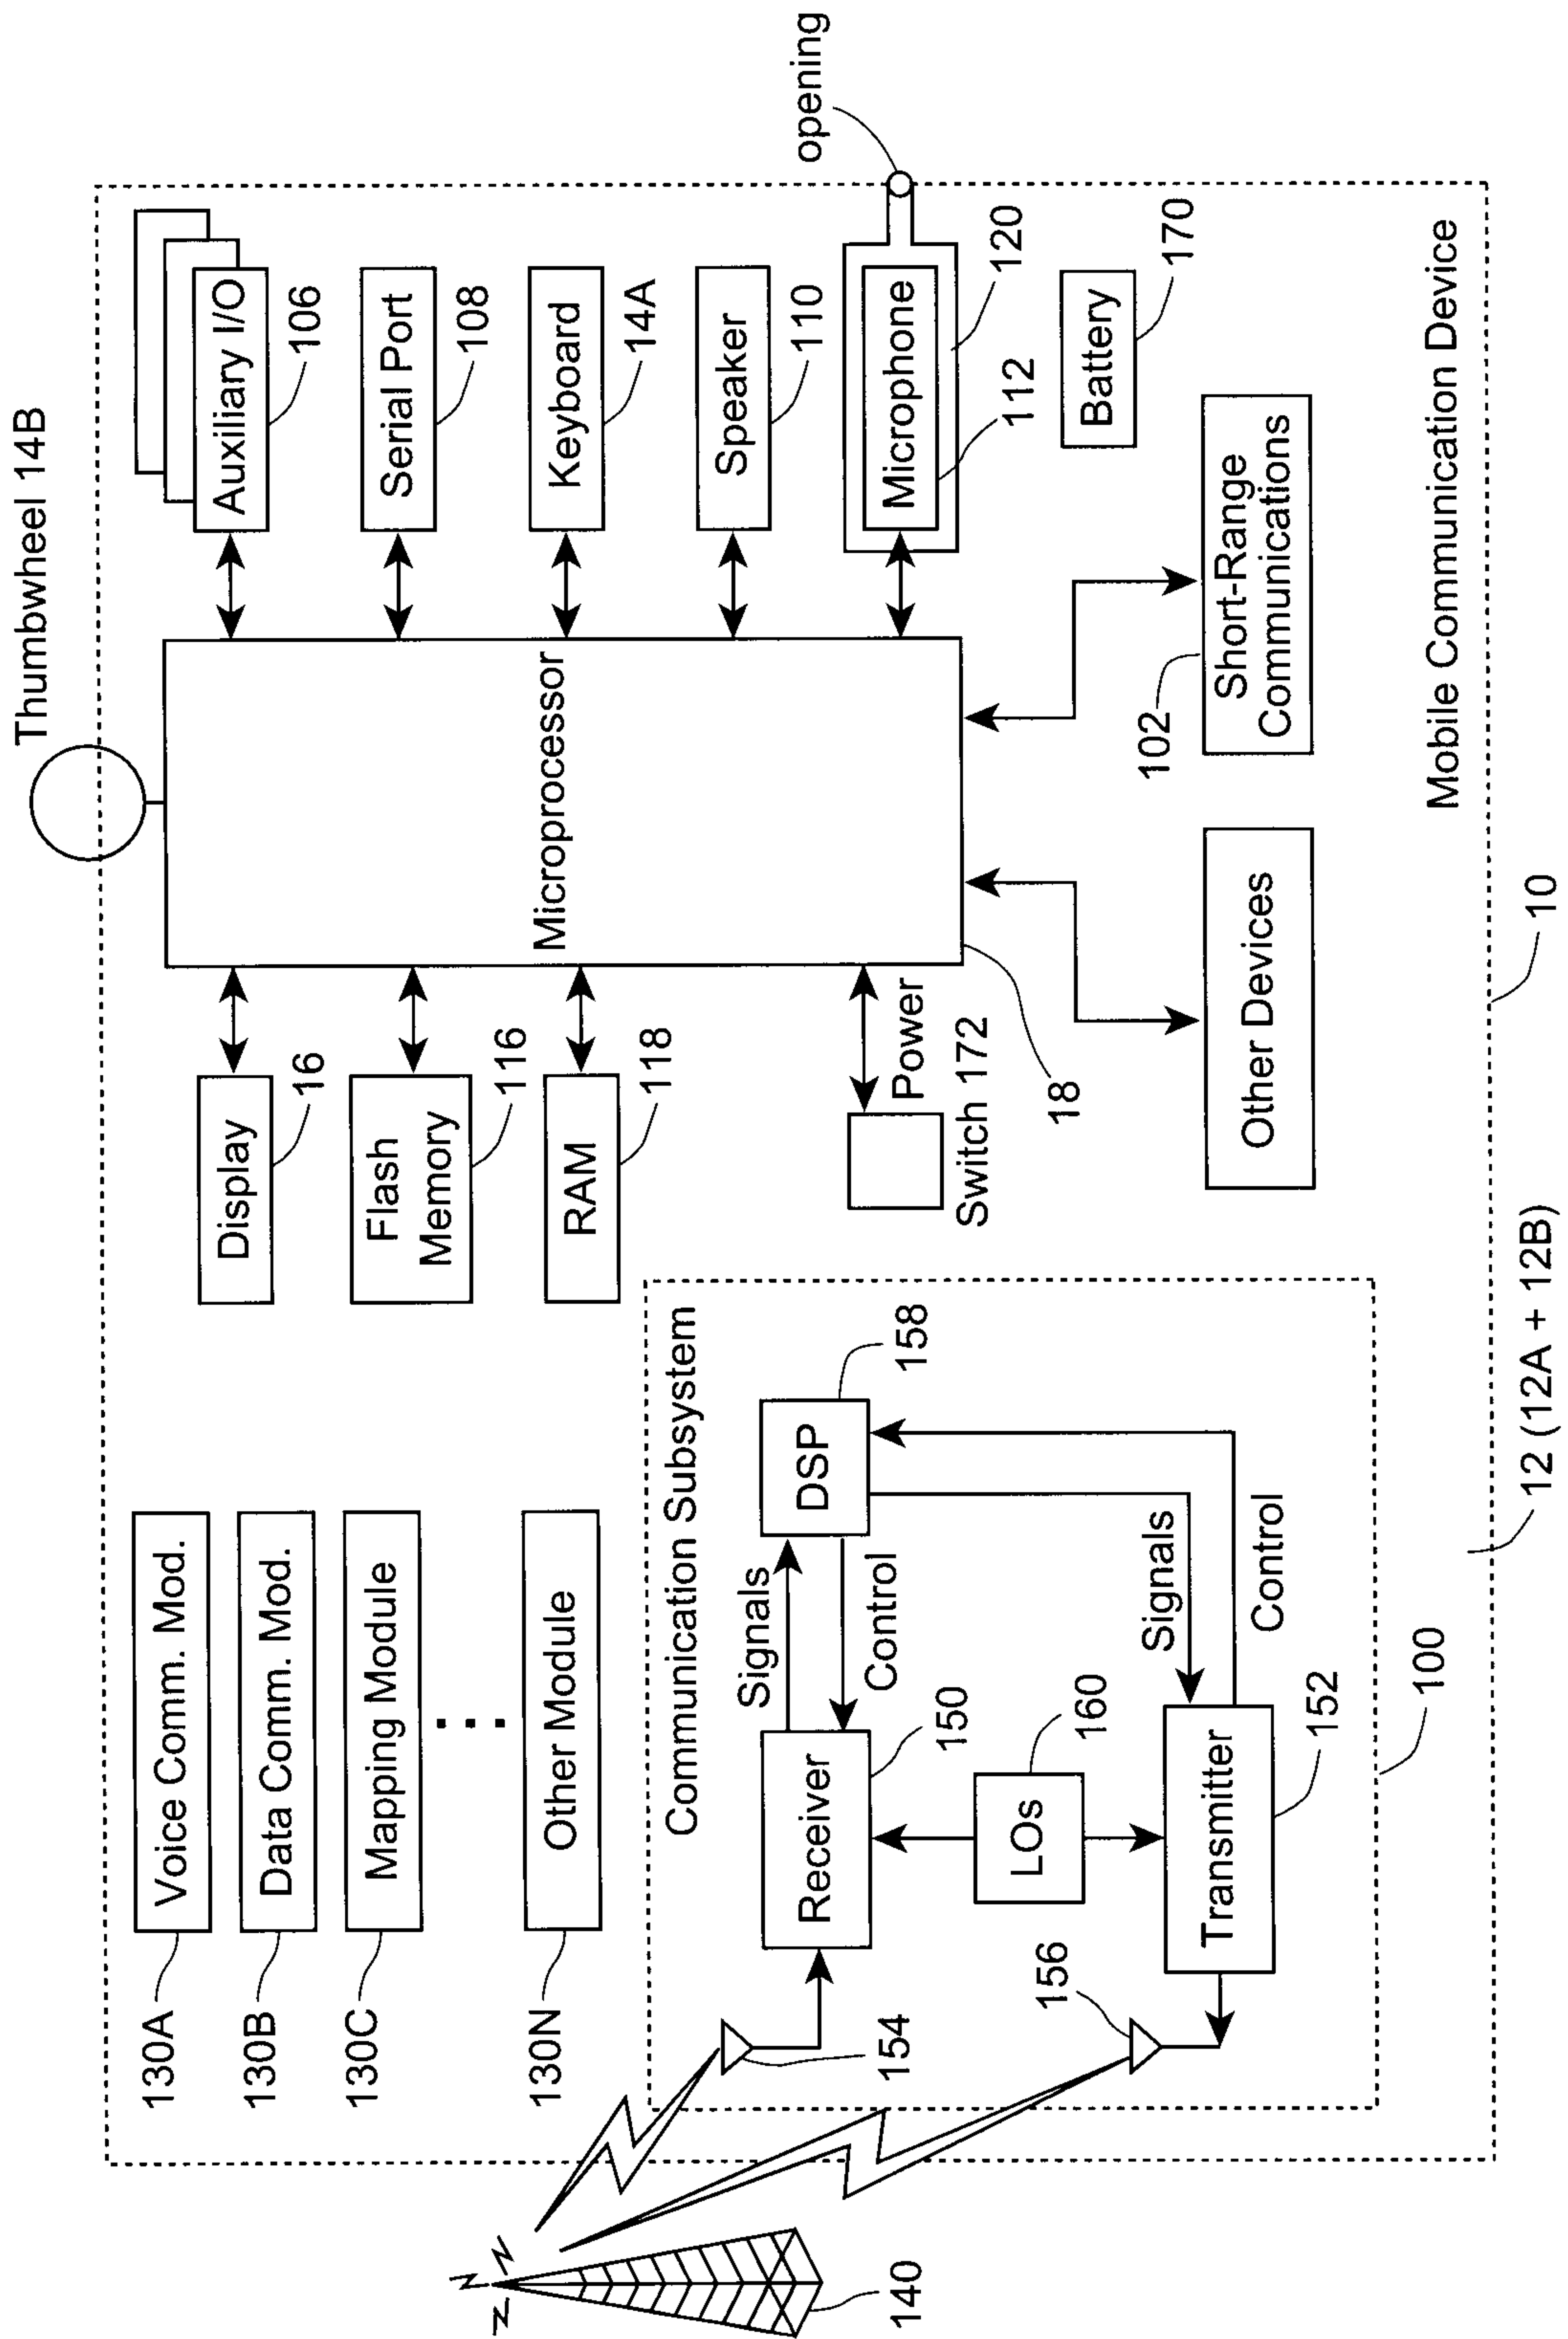 Thumbwheel 14B
130A
Voice Comm. Mod.
130B
Data Comm. Mod.
130C
Mapping Module
130N
Other Module
Display
16
Flash
Memory
116
RAM
118
Power
Switch 172
Microprocessor
18
Auxiliary I/O
106
Serial Port
108
Keyboard
14A
Speaker
110
Microphone
112
120
opening
Battery
170
Short-Range
Communications
102
Other Devices
Communication Subsystem
Receiver
150
Signals
Control
DSP
158
LOs
160
Signals
Control
Transmitter
152
154
156
140
100
12 (12A + 12B)
10
Mobile Communication Device